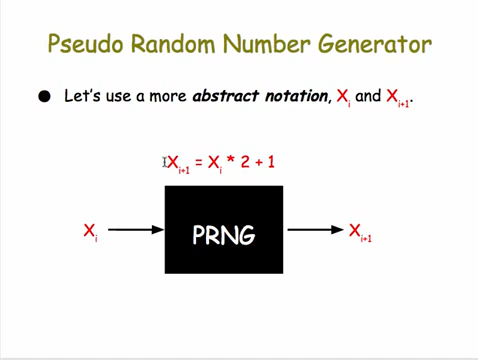 Pseudo Random Number Generator
● Let's use a more abstract notation, Xi and Xi+1.
Xi+1 = Xi * 2 + 1
Xi
PRNG
Xi+1